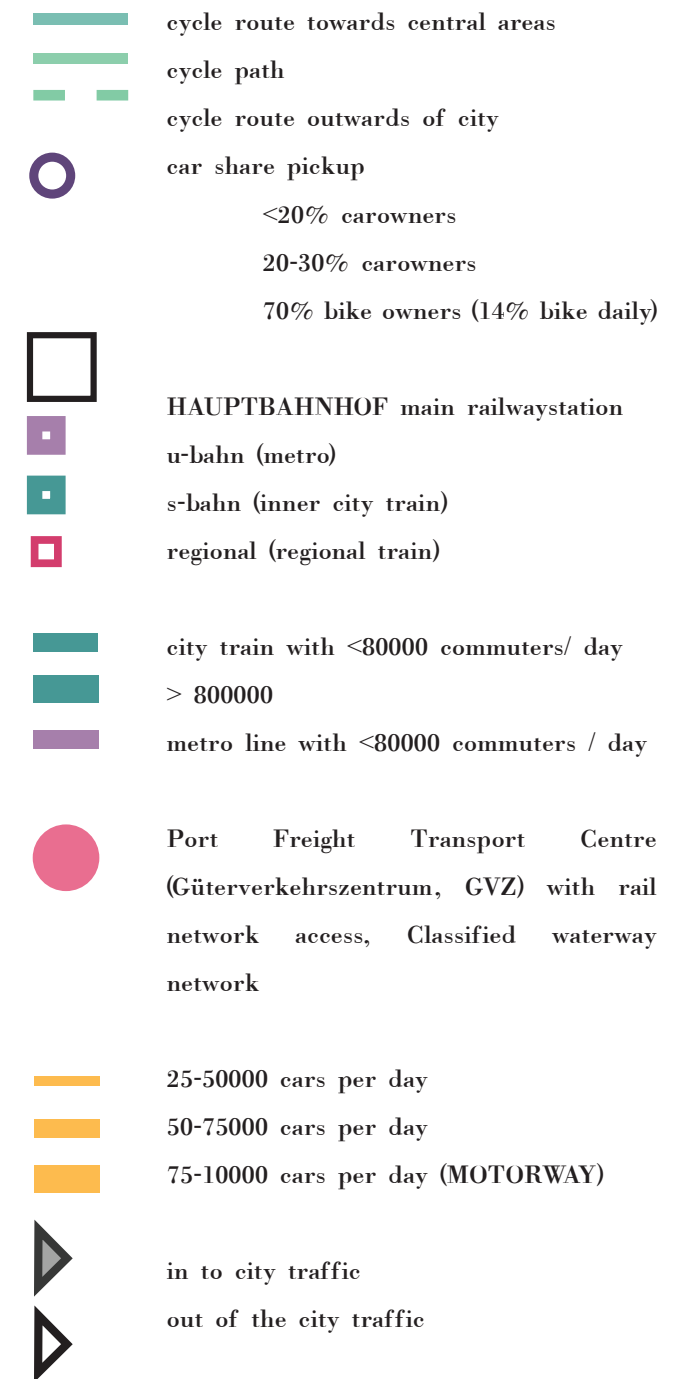 cycle route towards central areas
cycle path
cycle route outwards of city
car share pickup
<20% carowners
20-30% carowners
70% bike owners (14% bike daily)
HAUPTBAHNHOF main railwaystation
u-bahn (metro)
s-bahn (inner city train)
regional (regional train)
city train with <80000 commuters/ day
> 800000
metro line with <80000 commuters / day
Port Freight Transport Centre
(Güterverkehrszentrum, GVZ) with rail
network access, Classified waterway
network
25-50000 cars per day
50-75000 cars per day
75-10000 cars per day (MOTORWAY)
in to city traffic
out of the city traffic